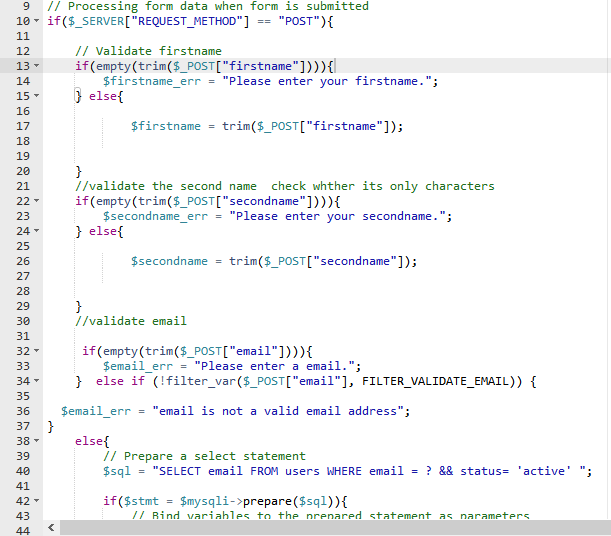 9 // Processing form data when form is submitted
10 if($_SERVER["REQUEST_METHOD"] == "POST"){
11
12 // Validate firstname
13 if(empty(trim($_POST["firstname"]))){
14 $firstname_err = "Please enter your firstname.";
15 } else{
16
17 $firstname = trim($_POST["firstname"]);
18
19
20 }
21 //validate the second name  check whther its only characters
22 if(empty(trim($_POST["secondname"]))){
23 $secondname_err = "Please enter your secondname.";
24 } else{
25
26 $secondname = trim($_POST["secondname"]);
27
28
29 }
30 //validate email
31
32 if(empty(trim($_POST["email"]))){
33 $email_err = "Please enter a email.";
34 }  else if (!filter_var($_POST["email"], FILTER_VALIDATE_EMAIL)) {
35
36 $email_err = "email is not a valid email address";
37 }
38 else{
39 // Prepare a select statement
40 $sql = "SELECT email FROM users WHERE email = ? && status= 'active' ";
41
42 if($stmt = $mysqli->prepare($sql)){
43 // Bind variables to the prepared statement as parameters
44